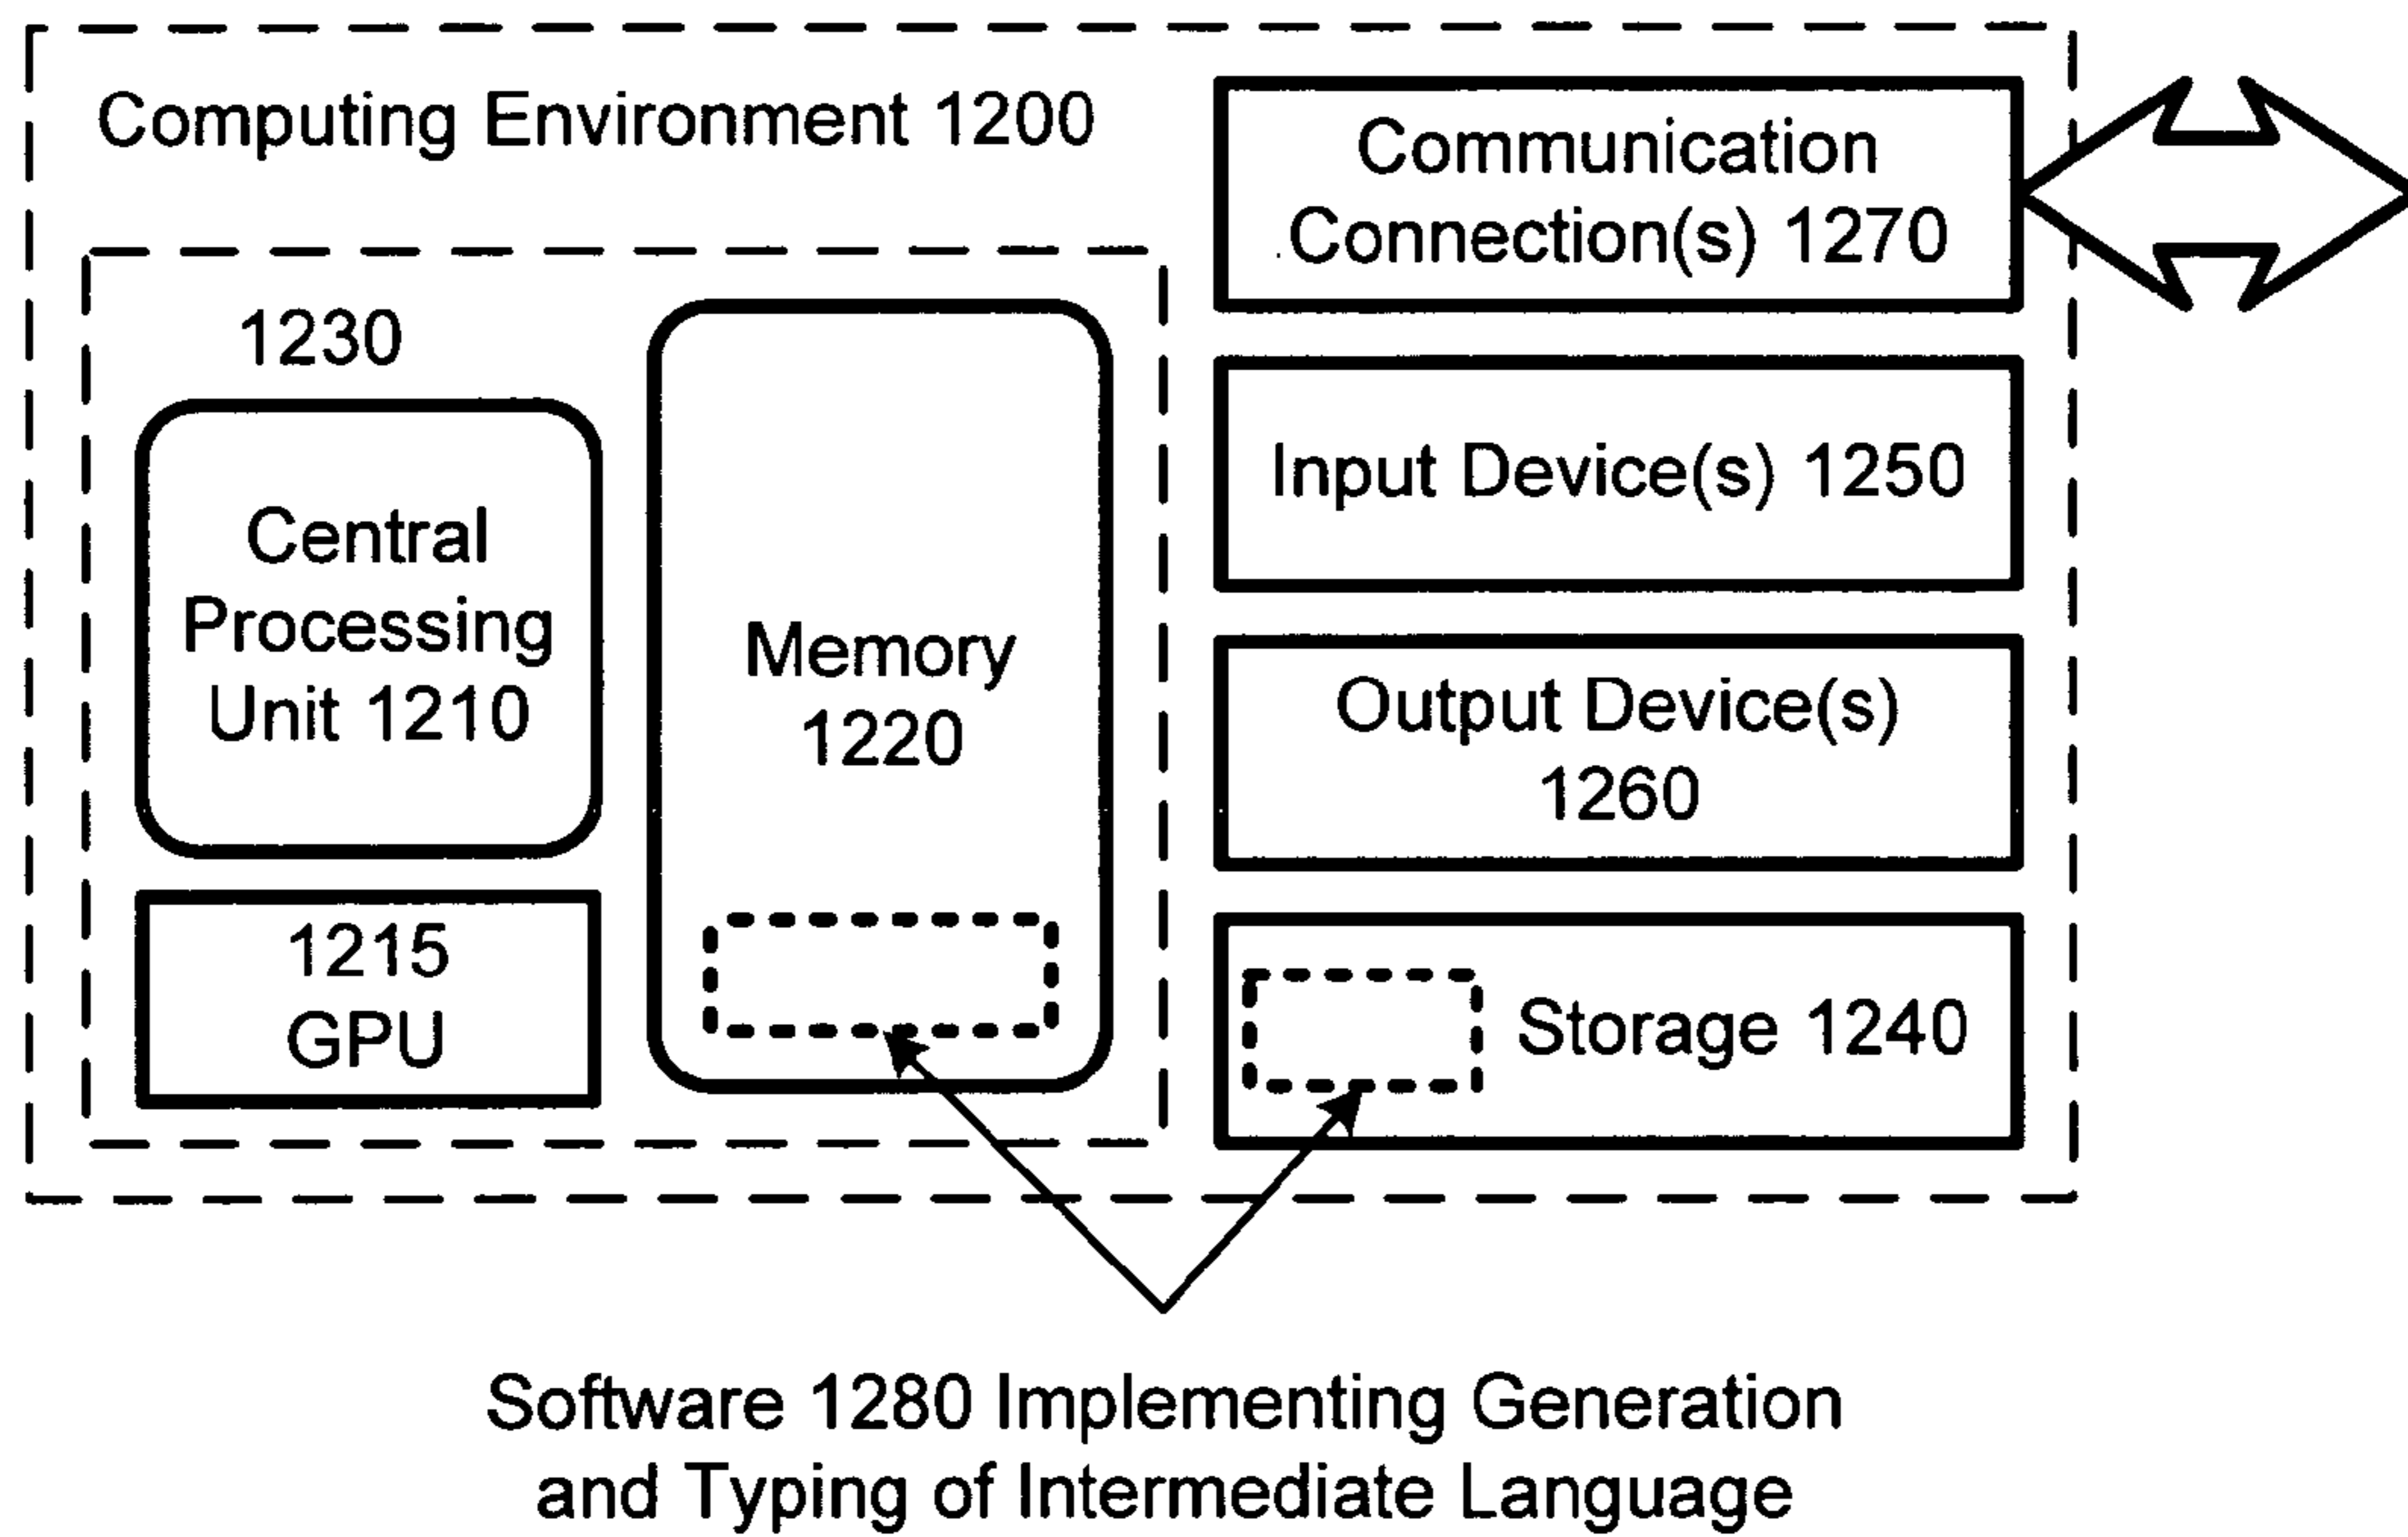 Computing Environment 1200
Communication
Connection(s) 1270
1230
Central
Processing
Unit 1210
Memory
1220
1215
GPU
Input Device(s) 1250
Output Device(s)
1260
Storage 1240
Software 1280 Implementing Generation
and Typing of Intermediate Language